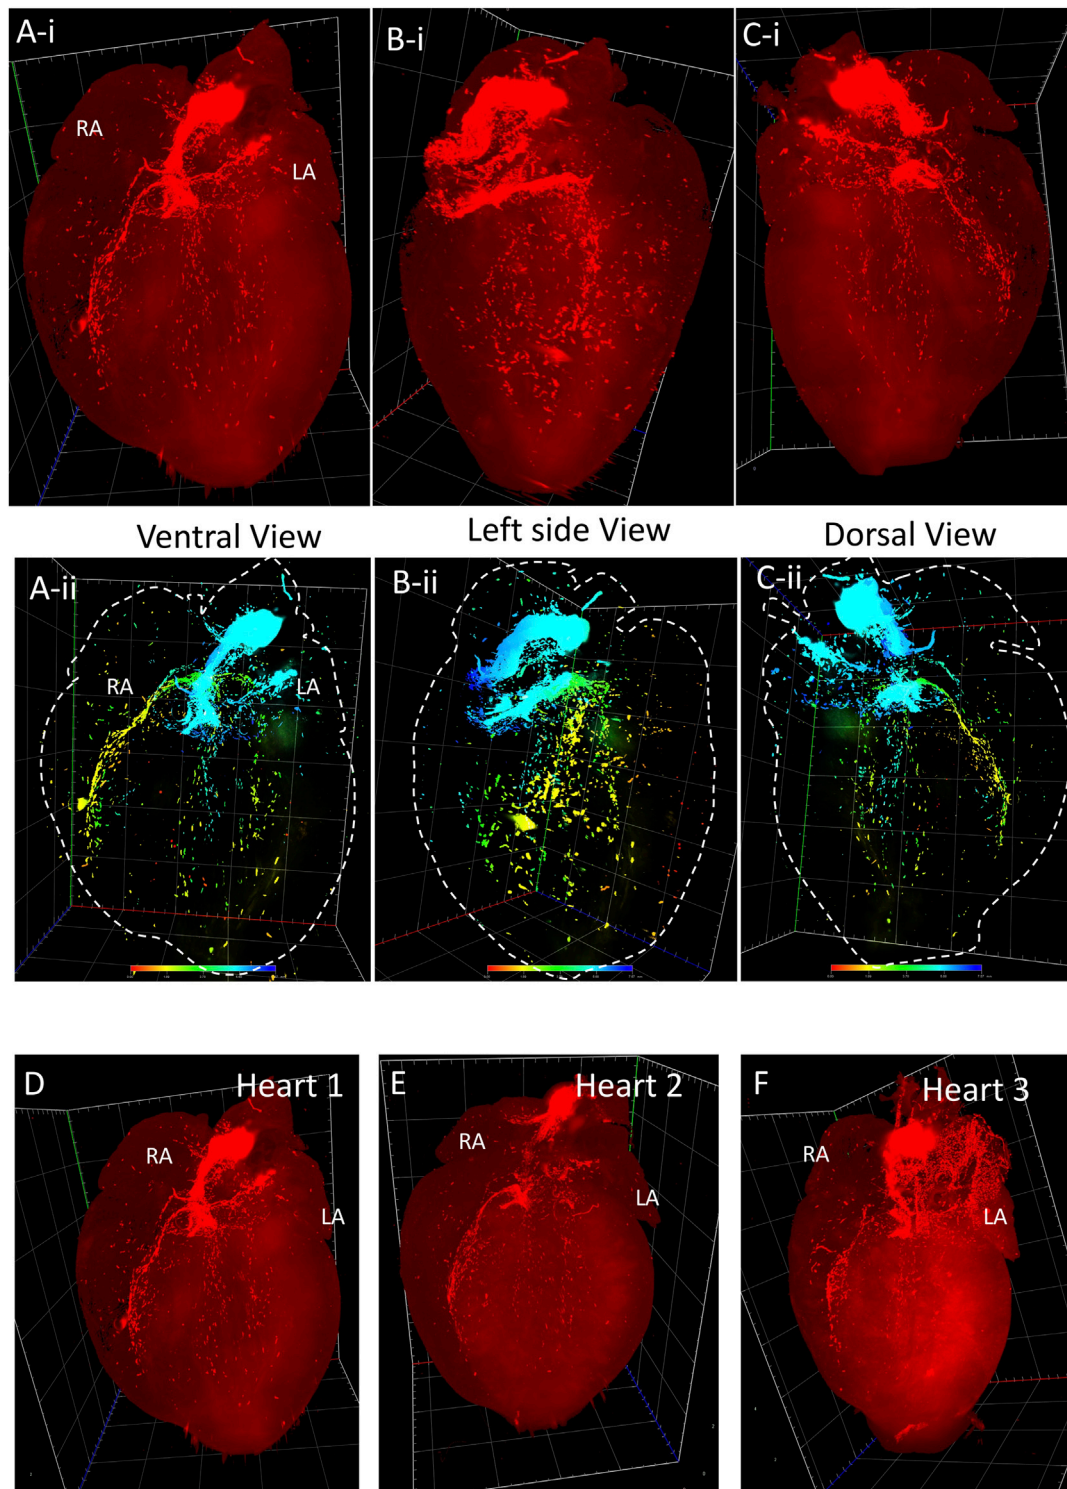 A-i
B-i
C-i
RA
LA
Ventral View
Left side View
Dorsal View
A-ii
B-ii
C-ii
RA
LA
D
Heart 1
E
Heart 2
F
Heart 3
RA
LA
RA
LA
RA
LA